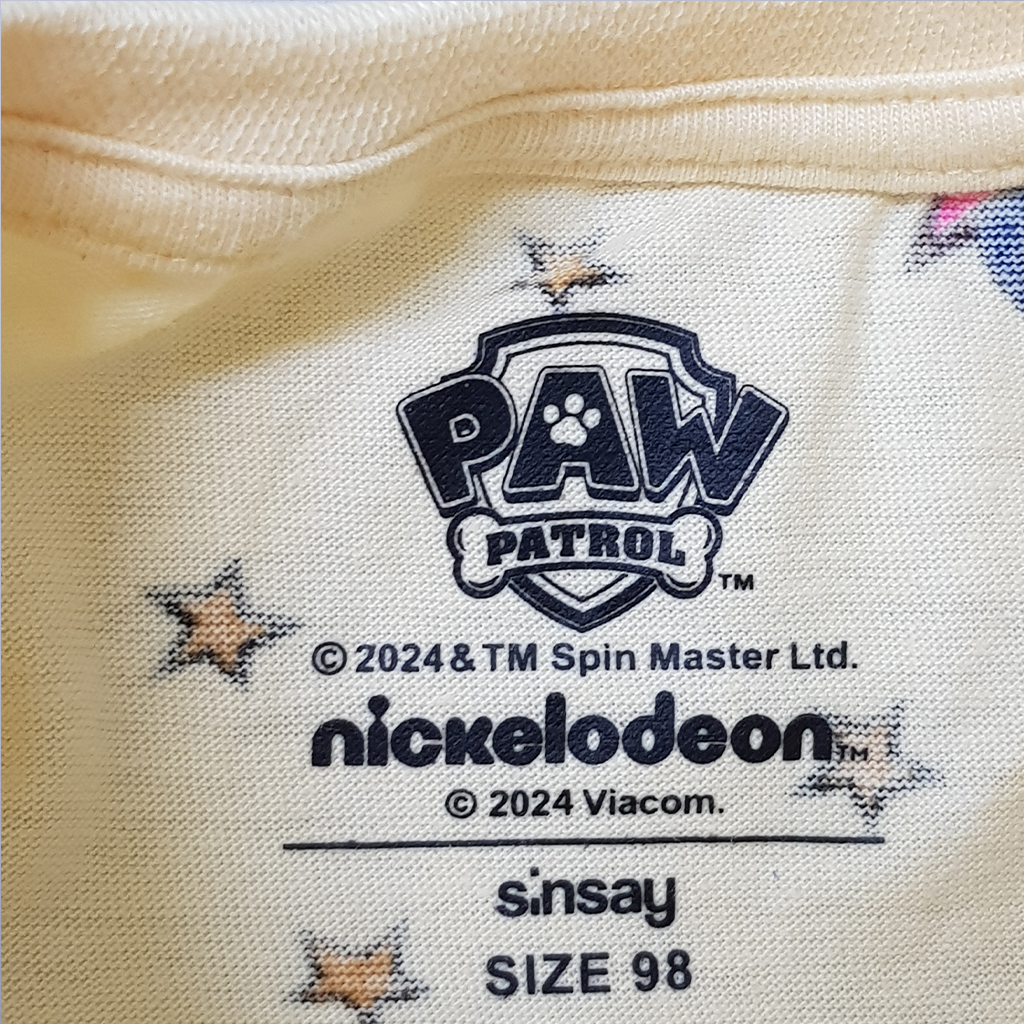 PAW
PATROL
TM
© 2024 & TM Spin Master Ltd.
nickelodeon TM
© 2024 Viacom.
sinsay
SIZE 98